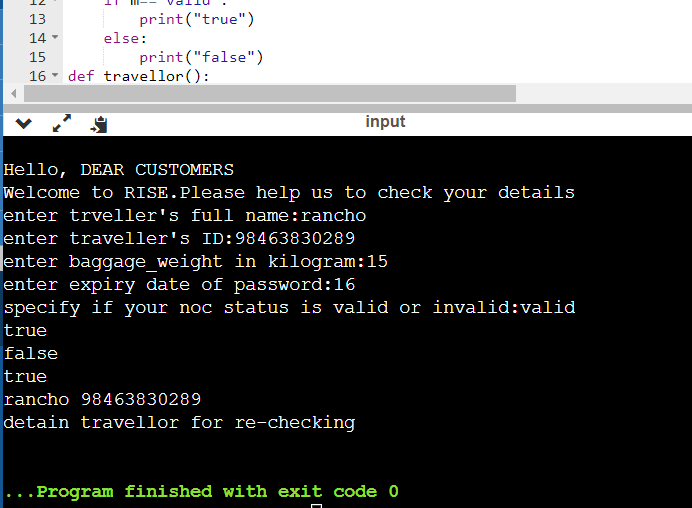 12 if m=="valid":
13 print("true")
14 else:
15 print("false")
16 def travellor():
input
Hello, DEAR CUSTOMERS
Welcome to RISE.Please help us to check your details
enter trveller's full name:rancho
enter traveller's ID:98463830289
enter baggage_weight in kilogram:15
enter expiry date of password:16
specify if your noc status is valid or invalid:valid
true
false
true
rancho 98463830289
detain travellor for re-checking
...Program finished with exit code 0